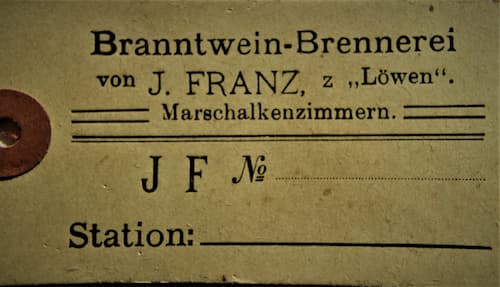 Branntwein-Brennerei
von J. FRANZ, z „Löwen“.
Marschalkenzimmern.
J F №
Station: